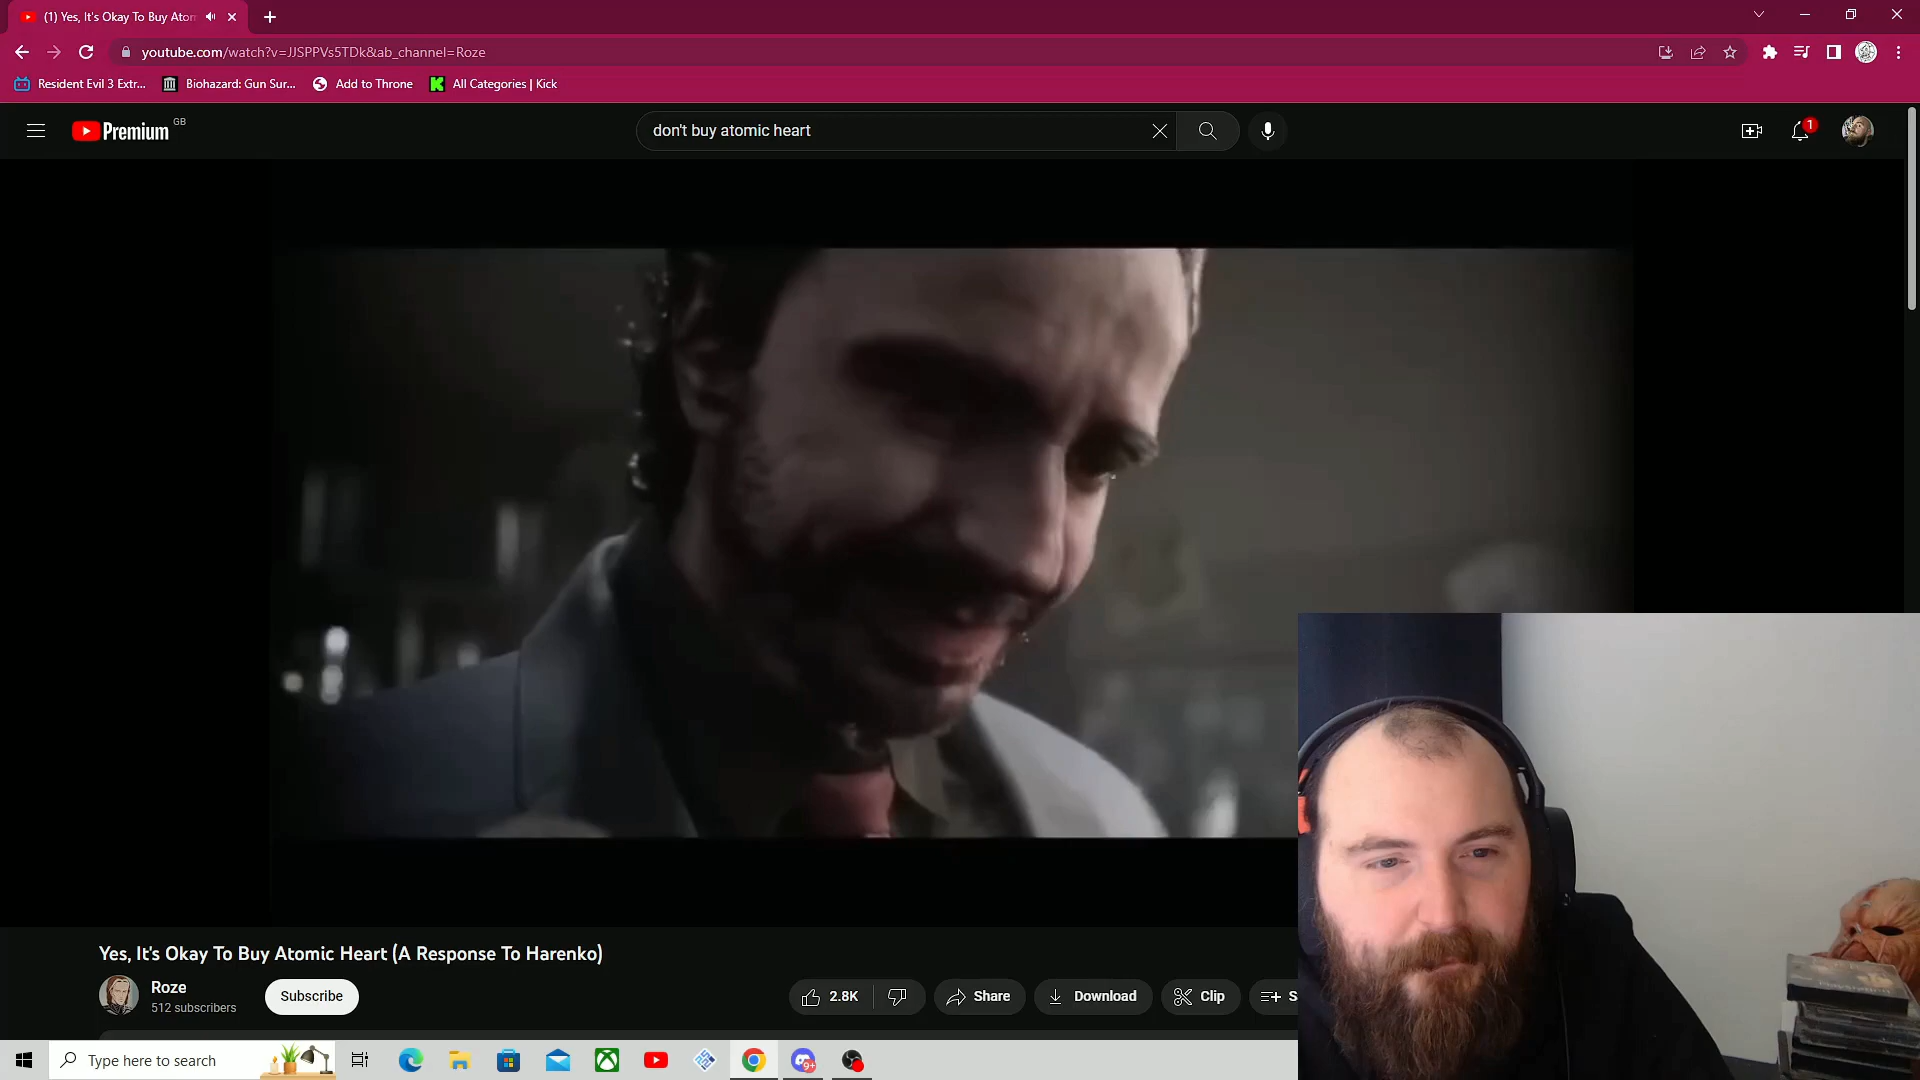 (1) Yes, It's Okay To Buy Atom
youtube.com/watch?v=JJSPPVs5TDk&ab_channel=Roze
Resident Evil 3 Extr...
Biohazard: Gun Sur...
Add to Throne
All Categories | Kick
Premium
GB
don't buy atomic heart
1
Yes, It's Okay To Buy Atomic Heart (A Response To Harenko)
Roze
512 subscribers
Subscribe
2.8K
Share
Download
Clip
S
Type here to search
9+